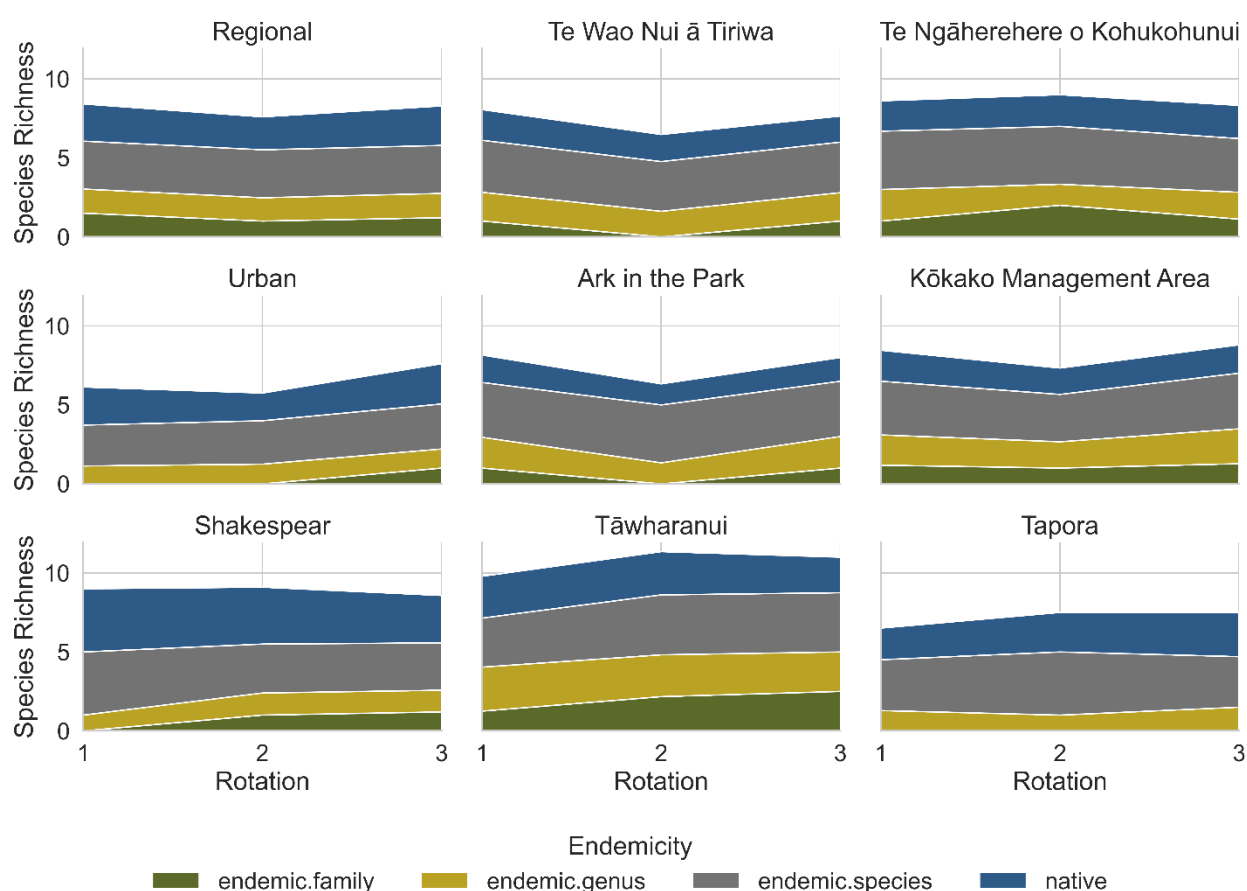 Regional
Te Wao Nui ā Tiriwa
Te Ngāherehere o Kohukohunui
Species Richness
10
5
0
Urban
Ark in the Park
Kōkako Management Area
Species Richness
10
5
0
Shakespear
Tāwharanui
Tapora
Species Richness
10
5
0
1 2 3
1 2 3
1 2 3
Rotation
Rotation
Rotation
Endemicity
endemic.family endemic.genus endemic.species native